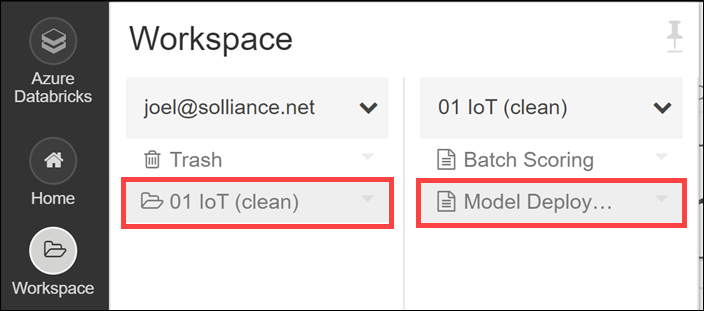 Azure
Databricks
Home
Workspace
Workspace
joel@solliance.net
Trash
01 IoT (clean)
01 IoT (clean)
Batch Scoring
Model Deploy…